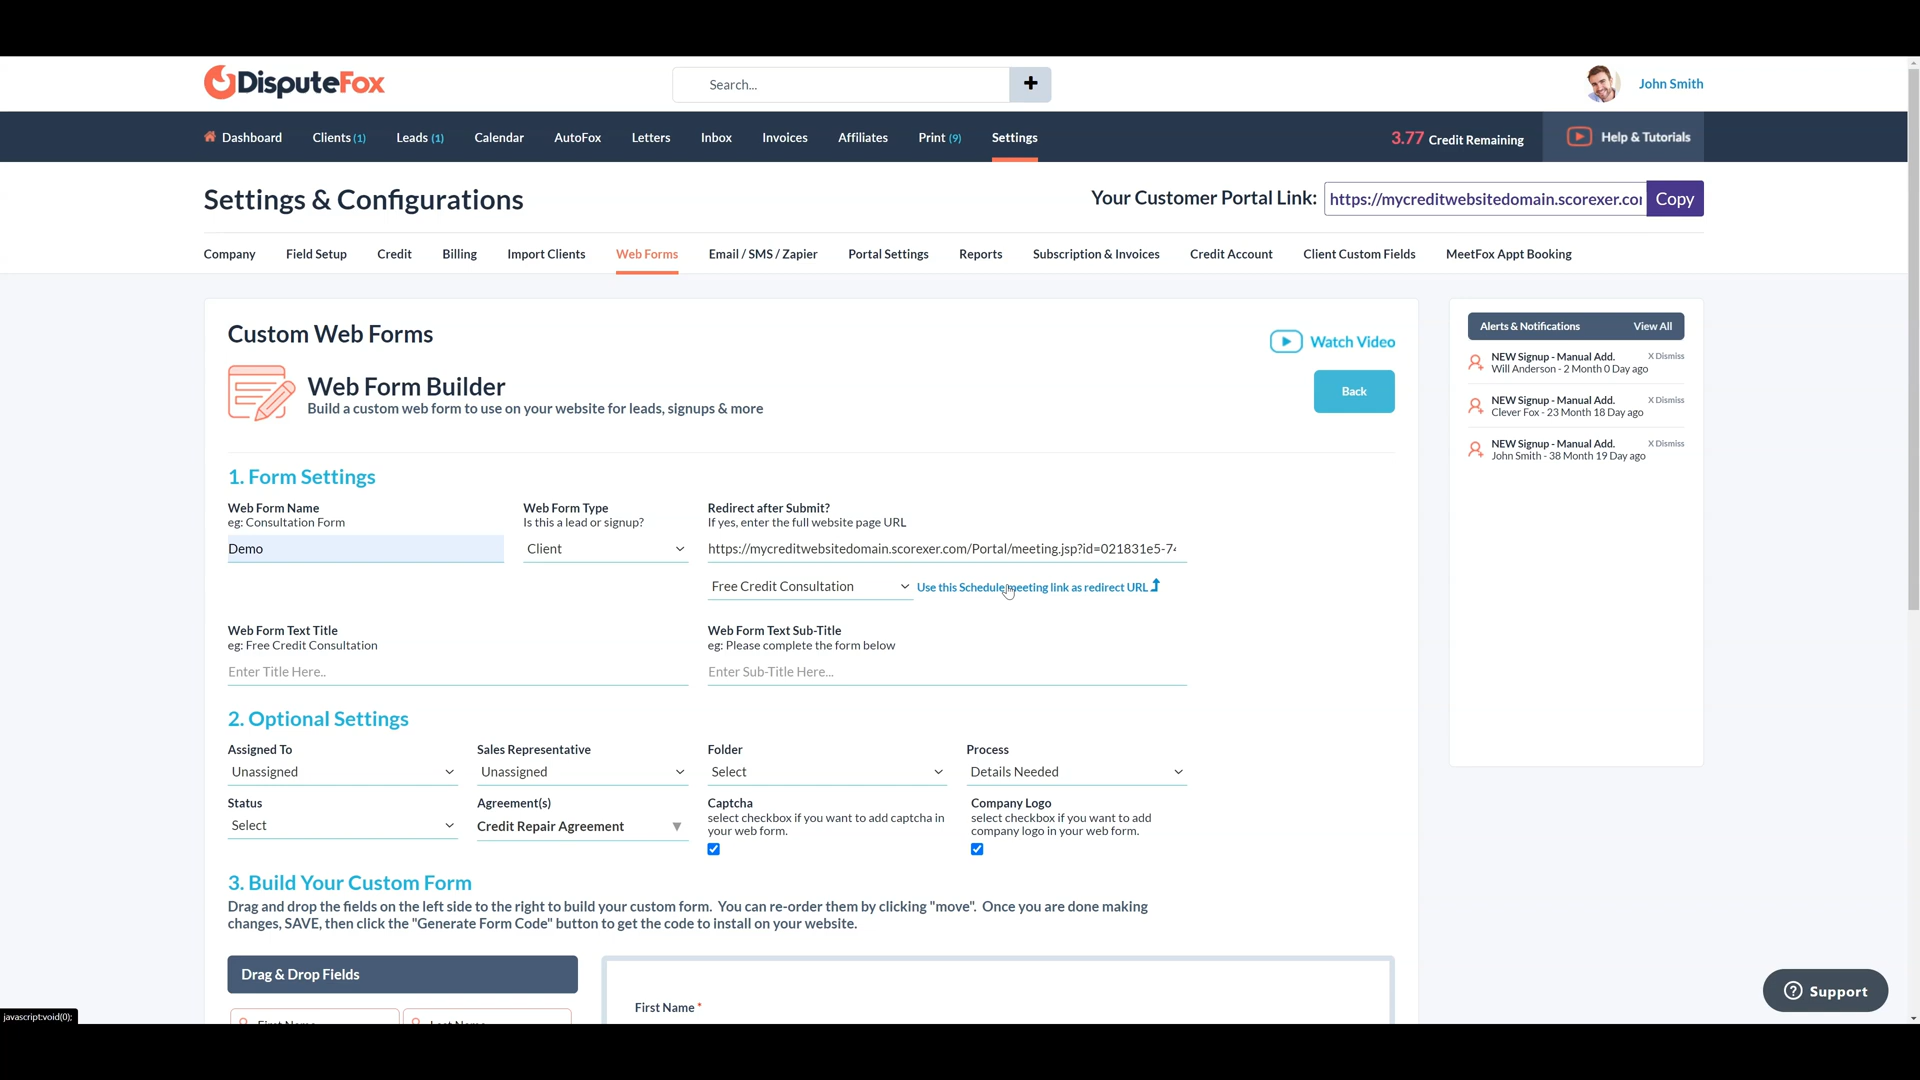 DisputeFox
Search...
John Smith
Dashboard
Clients (1)
Leads (1)
Calendar
AutoFox
Letters
Inbox
Invoices
Affiliates
Print (9)
Settings
3.77 Credit Remaining
Help & Tutorials
Settings & Configurations
Your Customer Portal Link:
https://mycreditwebsitedomain.scorexer.co
Copy
Company
Field Setup
Credit
Billing
Import Clients
Web Forms
Email / SMS / Zapier
Portal Settings
Reports
Subscription & Invoices
Credit Account
Client Custom Fields
MeetFox Appt Booking
Custom Web Forms
Watch Video
Web Form Builder
Build a custom web form to use on your website for leads, signups & more
Back
Alerts & Notifications
View All
NEW Signup - Manual Add.
X Dismiss
Will Anderson - 2 Month 0 Day ago
NEW Signup - Manual Add.
X Dismiss
Clever Fox - 23 Month 18 Day ago
NEW Signup - Manual Add.
X Dismiss
John Smith - 38 Month 19 Day ago
1. Form Settings
Web Form Name
eg: Consultation Form
Demo
Web Form Type
Is this a lead or signup?
Client
Redirect after Submit?
If yes, enter the full website page URL
https://mycreditwebsitedomain.scorexer.com/Portal/meeting.jsp?id=021831e5-7
Free Credit Consultation
Use this Schedule meeting link as redirect URL
Web Form Text Title
eg: Free Credit Consultation
Enter Title Here..
Web Form Text Sub-Title
eg: Please complete the form below
Enter Sub-Title Here...
2. Optional Settings
Assigned To
Unassigned
Sales Representative
Unassigned
Folder
Select
Process
Details Needed
Status
Select
Agreement(s)
Credit Repair Agreement
Captcha
select checkbox if you want to add captcha in
your web form.
Company Logo
select checkbox if you want to add
company logo in your web form.
3. Build Your Custom Form
Drag and drop the fields on the left side to the right to build your custom form. You can re-order them by clicking "move". Once you are done making
changes, SAVE, then click the "Generate Form Code" button to get the code to install on your website.
Drag & Drop Fields
First Name *
Support
javascript:void(0);